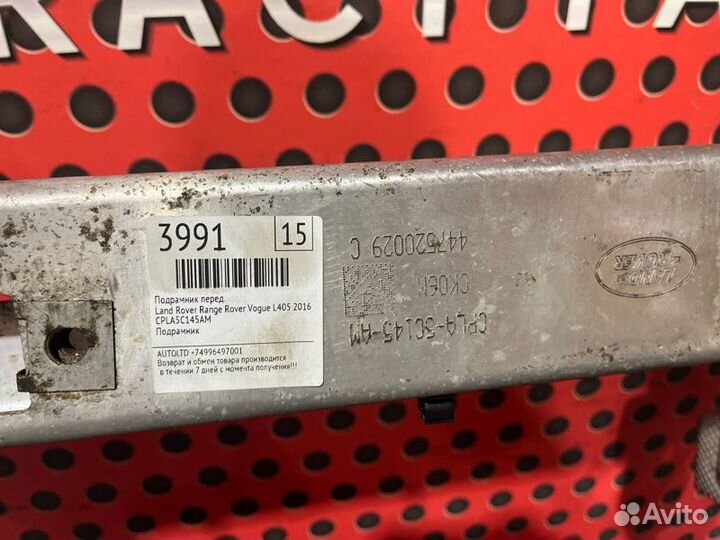 3991
15
Подрамник перед.
Land Rover Range Rover Vogue L405 2016
CPLA5C145AM
Подрамник
AUTOLTD +74996497001
Возврат и обмен товара производится
в течении 7 дней с момента получения!!!
447520029 C
CPLA-5C145-AM
LAND
ROVER
Avito